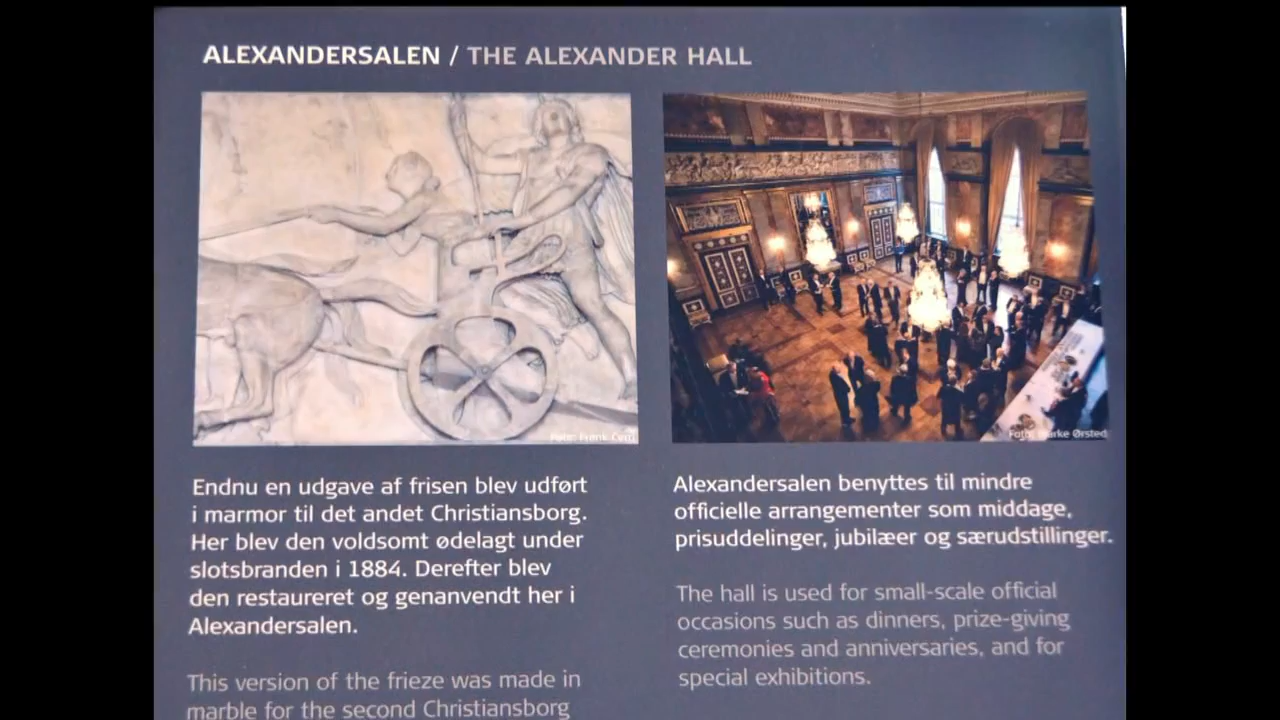 ALEXANDERSALEN / THE ALEXANDER HALL
Foto: Frank
Endnu en udgave af frisen blev udført
i marmor til det andet Christiansborg.
Her blev den voldsomt ødelagt under
slotsbranden i 1884. Derefter blev
den restaureret og genanvendt her i
Alexandersalen.
This version of the frieze was made in
marble for the second Christiansborg
Foto: Ørsted
Alexandersalen benyttes til mindre
officielle arrangementer som middage,
prisuddelinger, jubilæer og særudstillinger.
The hall is used for small-scale official
occasions such as dinners, prize-giving
ceremonies and anniversaries, and for
special exhibitions.